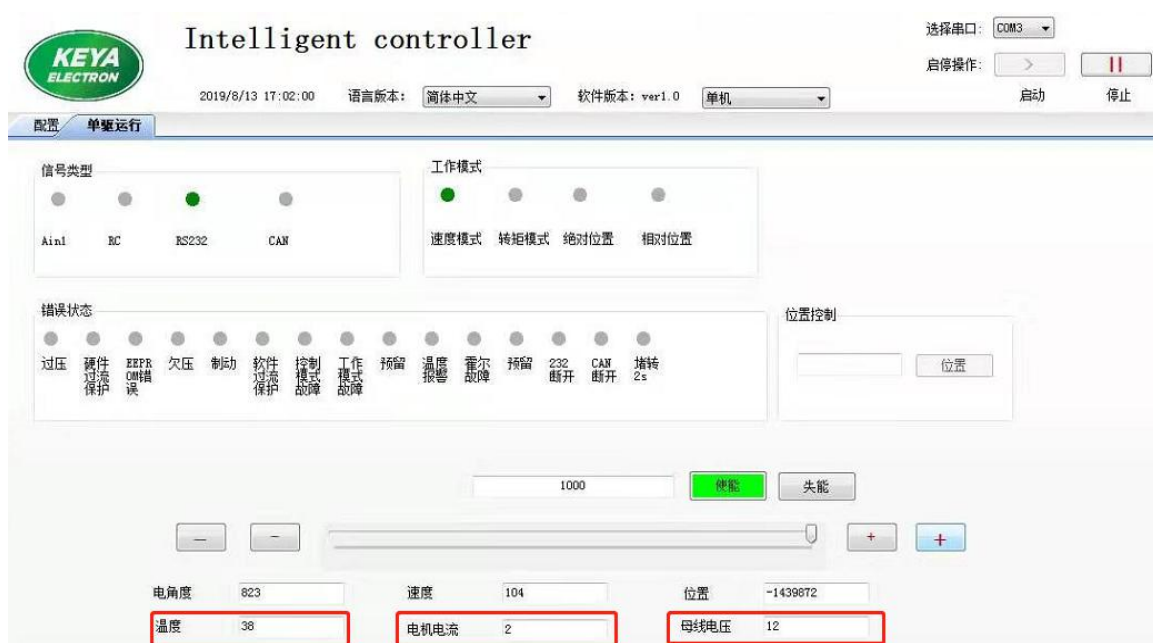 KEYA
ELECTRON
Intelligent controller
选择串口: COM3
启停操作: >
启动 停止
2019/8/13 17:02:00 语言版本: 简体中文 软件版本: ver1.0 单机
配置 单驱运行
信号类型
Ain1 RC RS232 CAN
工作模式
速度模式 转矩模式 绝对位置 相对位置
错误状态
过压 硬件过流保护 EEPROM错误 欠压 制动 软件过流保护 控制模式故障 工作模式故障 预留 温度报警 霍尔故障 预留 232断开 CAN断开 堵转2s
位置控制
位置
1000 使能 失能
— - + +
电角度 823 速度 104 位置 -1439872
温度 38 电机电流 2 母线电压 12